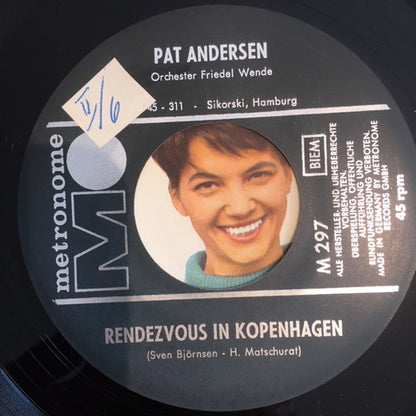 PAT ANDERSEN
Orchester Friedel Wende
45 - 311 - Sikorski, Hamburg
II/6
metronome
BIEM
M 297
ALLE HERSTELLER- UND URHEBERRECHTE
VORBEHALTEN.
ÜBERSPIELUNG ÖFFENTLICHE
AUFFÜHRUNG UND
RUNDFUNKSENDUNG VERBOTEN.
MADE IN GERMANY BY METRONOME
RECORDS GMBH
45 rpm
RENDEZVOUS IN KOPENHAGEN
(Sven Björnsen - H. Matschurat)